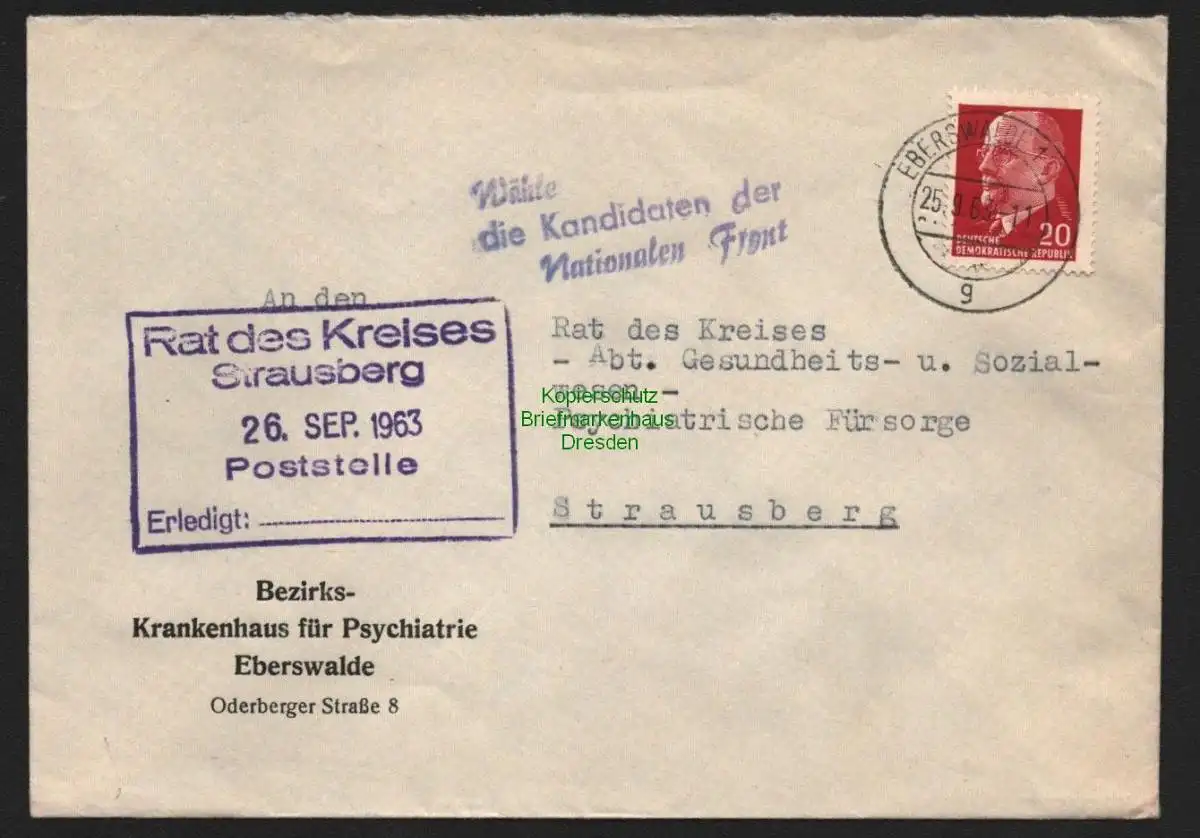 Wähle
die Kandidaten der
Nationalen Front
EBERSWALDE 1
25.9.63.-11
g
20
DEUTSCHE
DEMOKRATISCHE REPUBLIK
An den
Rat des Kreises
Strausberg
26. SEP. 1963
Poststelle
Erledigt:
Rat des Kreises
- Abt. Gesundheits- u. Sozial-
wesen -
Psychiatrische Fürsorge
Strausberg
Kopierschutz
Briefmarkenhaus
Dresden
Bezirks-
Krankenhaus für Psychiatrie
Eberswalde
Oderberger Straße 8